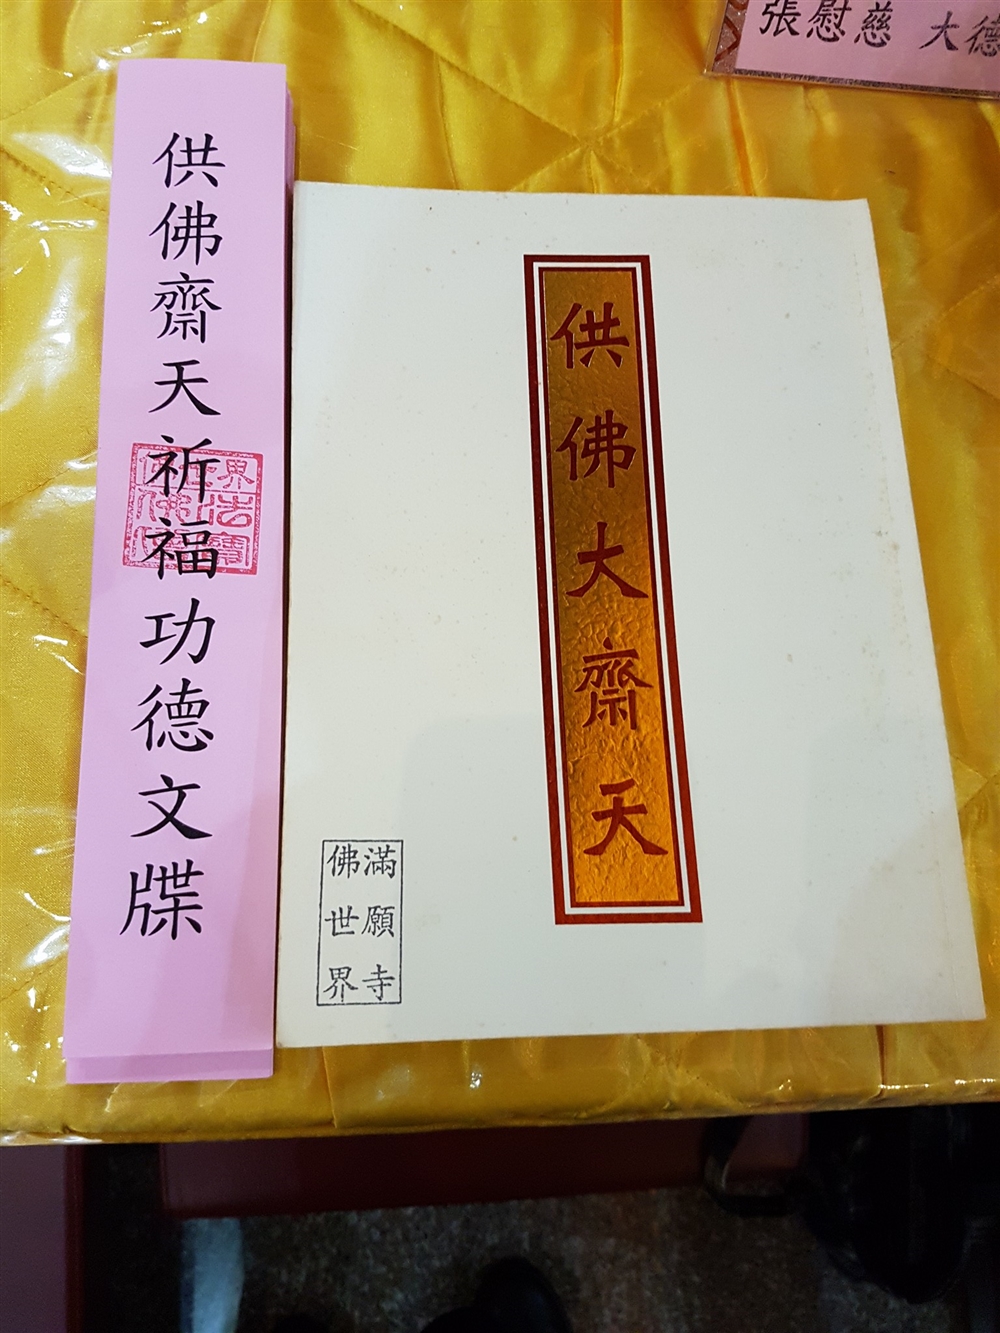 張慰慈 大德
供佛齋天祈福功德文牒
供佛大齋天
滿願寺
佛世界